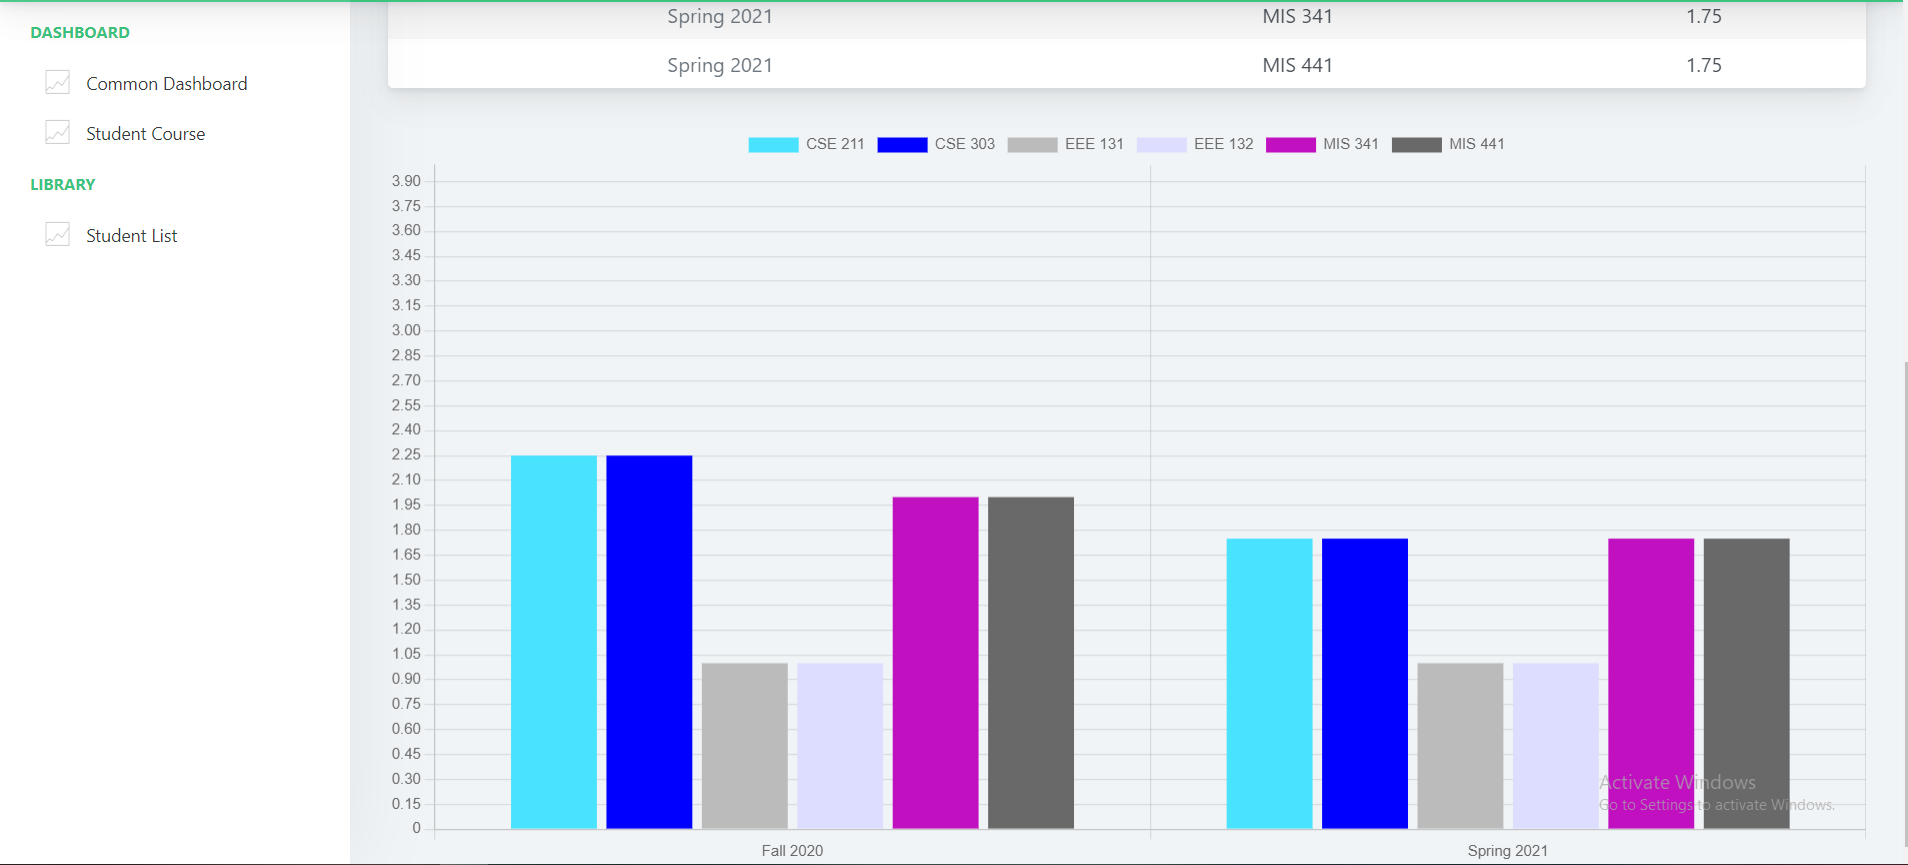 DASHBOARD
Common Dashboard
Student Course
LIBRARY
Student List
Spring 2021 MIS 341 1.75
Spring 2021 MIS 441 1.75
CSE 211 CSE 303 EEE 131 EEE 132 MIS 341 MIS 441
3.90
3.75
3.60
3.45
3.30
3.15
3.00
2.85
2.70
2.55
2.40
2.25
2.10
1.95
1.80
1.65
1.50
1.35
1.20
1.05
0.90
0.75
0.60
0.45
0.30
0.15
0
Fall 2020 Spring 2021
Activate Windows
Go to Settings to activate Windows.